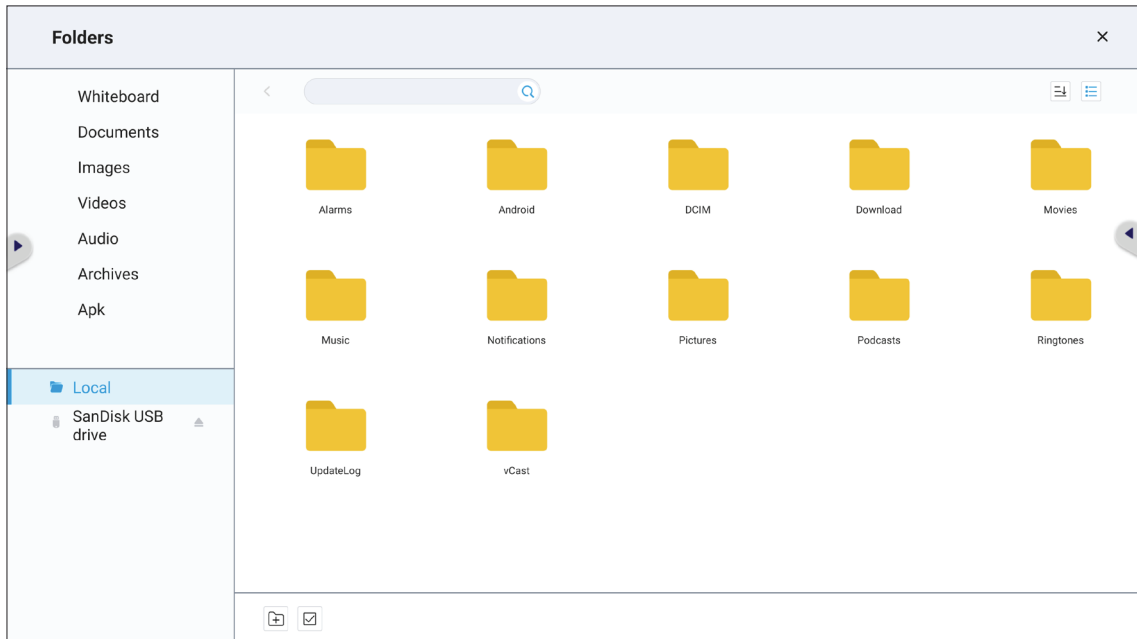 Folders
Whiteboard
Documents
Images
Videos
Audio
Archives
Apk
Local
SanDisk USB
drive
Alarms
Android
DCIM
Download
Movies
Music
Notifications
Pictures
Podcasts
Ringtones
UpdateLog
vCast